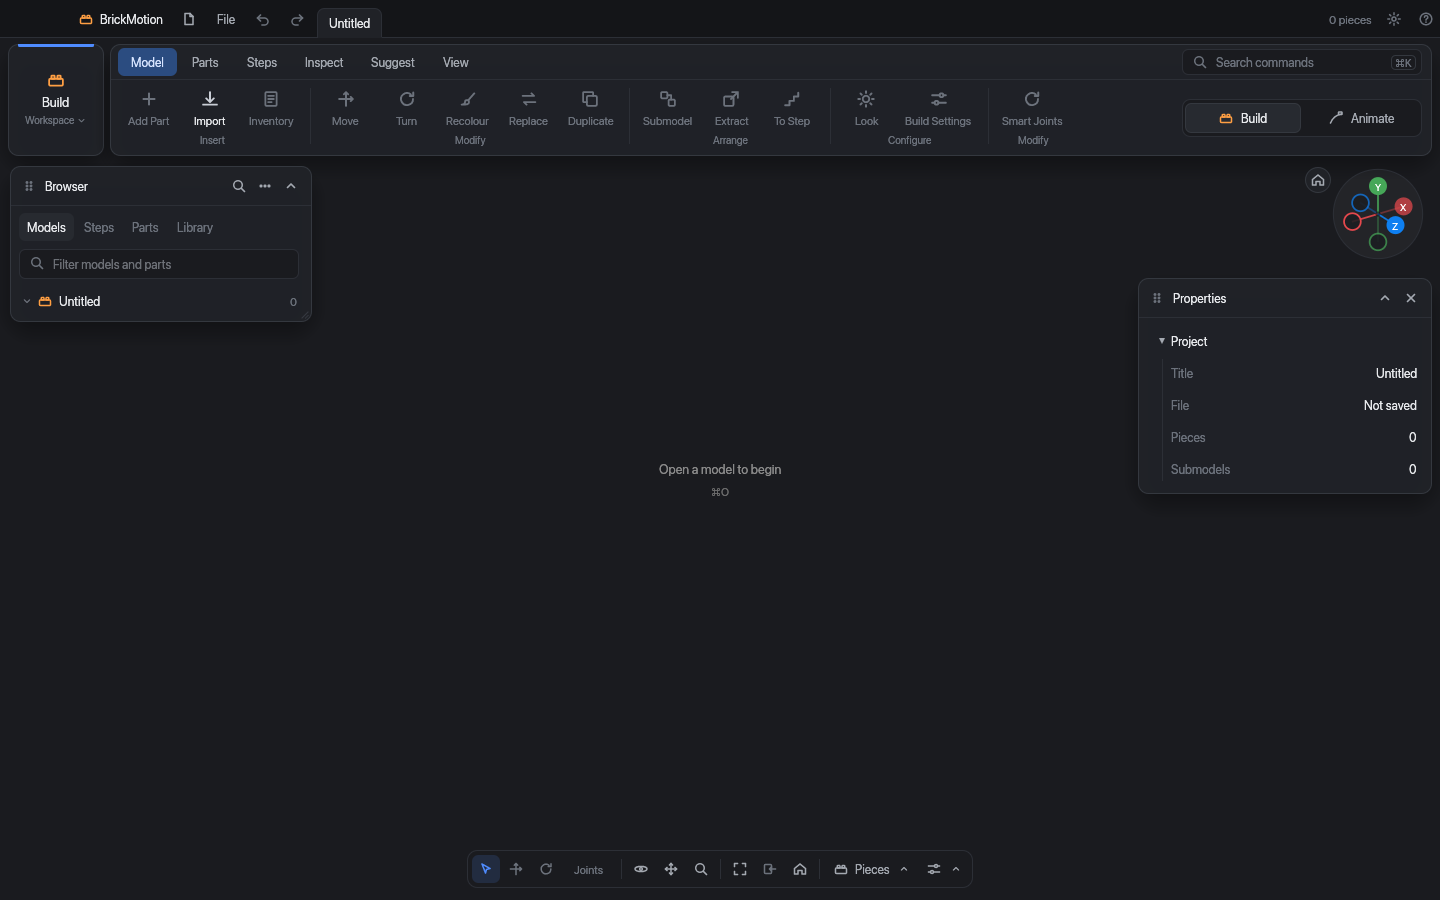 BrickMotion File Untitled 0 pieces
Build
Workspace
Model Parts Steps Inspect Suggest View Search commands ⌘K
Add Part Import Inventory Move Turn Recolour Replace Duplicate Submodel Extract To Step Look Build Settings Smart Joints
Insert Modify Arrange Configure Modify
Build Animate
Browser
Models Steps Parts Library
Filter models and parts
Untitled 0
Y
X
Z
Properties
Project
Title Untitled
File Not saved
Pieces 0
Submodels 0
Open a model to begin
⌘O
Joints Pieces